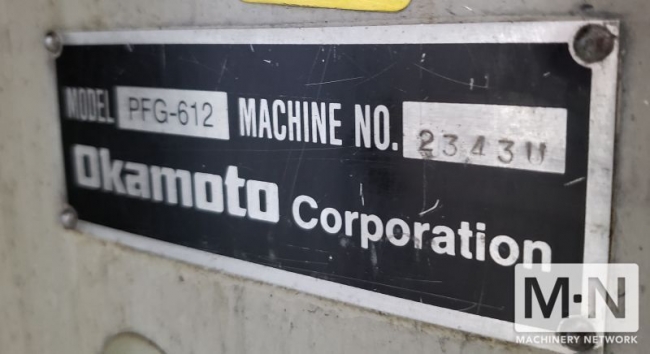 MODEL PFG-612 MACHINE NO. 2343U
Okamoto Corporation
M·N
MACHINERY NETWORK